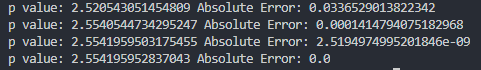 p value: 2.520543051454809 Absolute Error: 0.0336529013822342
p value: 2.5540544734295247 Absolute Error: 0.0001414794075182968
p value: 2.5541959503175455 Absolute Error: 2.5194974995201846e-09
p value: 2.554195952837043 Absolute Error: 0.0